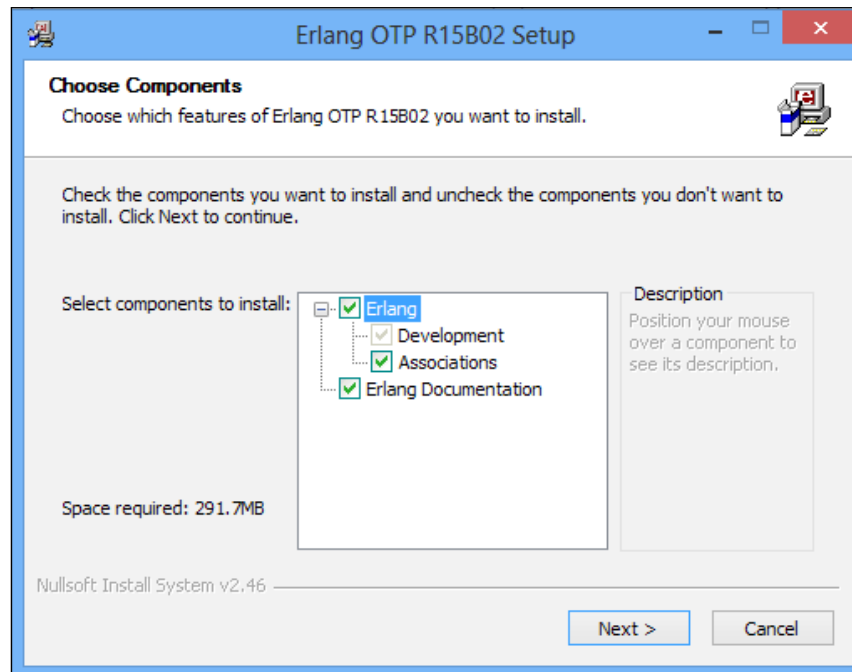 Erlang OTP R15B02 Setup
Choose Components
Choose which features of Erlang OTP R15B02 you want to install.
Check the components you want to install and uncheck the components you don't want to
install. Click Next to continue.
Select components to install:
Erlang
Development
Associations
Erlang Documentation
Description
Position your mouse
over a component to
see its description.
Space required: 291.7MB
Nullsoft Install System v2.46
Next >
Cancel